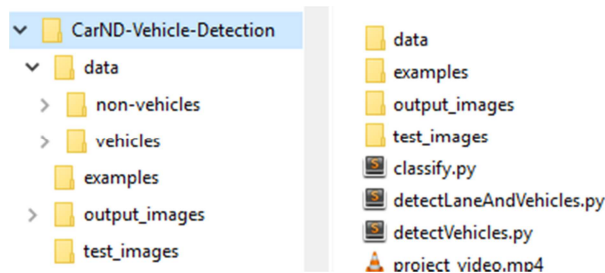 CarND-Vehicle-Detection
data
non-vehicles
vehicles
examples
output_images
test_images
data
examples
output_images
test_images
classify.py
detectLaneAndVehicles.py
detectVehicles.py
project_video.mp4